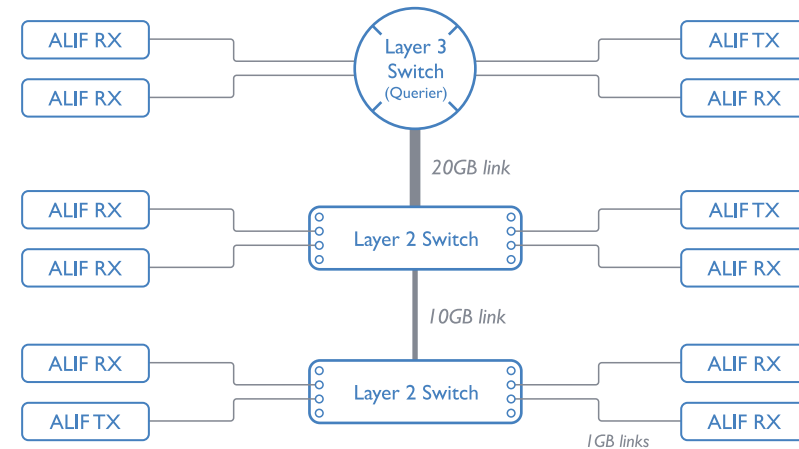 ALIF RX
ALIF RX
Layer 3
Switch
(Querier)
ALIF TX
ALIF RX
20GB link
ALIF RX
ALIF RX
Layer 2 Switch
ALIF TX
ALIF RX
10GB link
ALIF RX
ALIF TX
Layer 2 Switch
ALIF RX
ALIF RX
1GB links